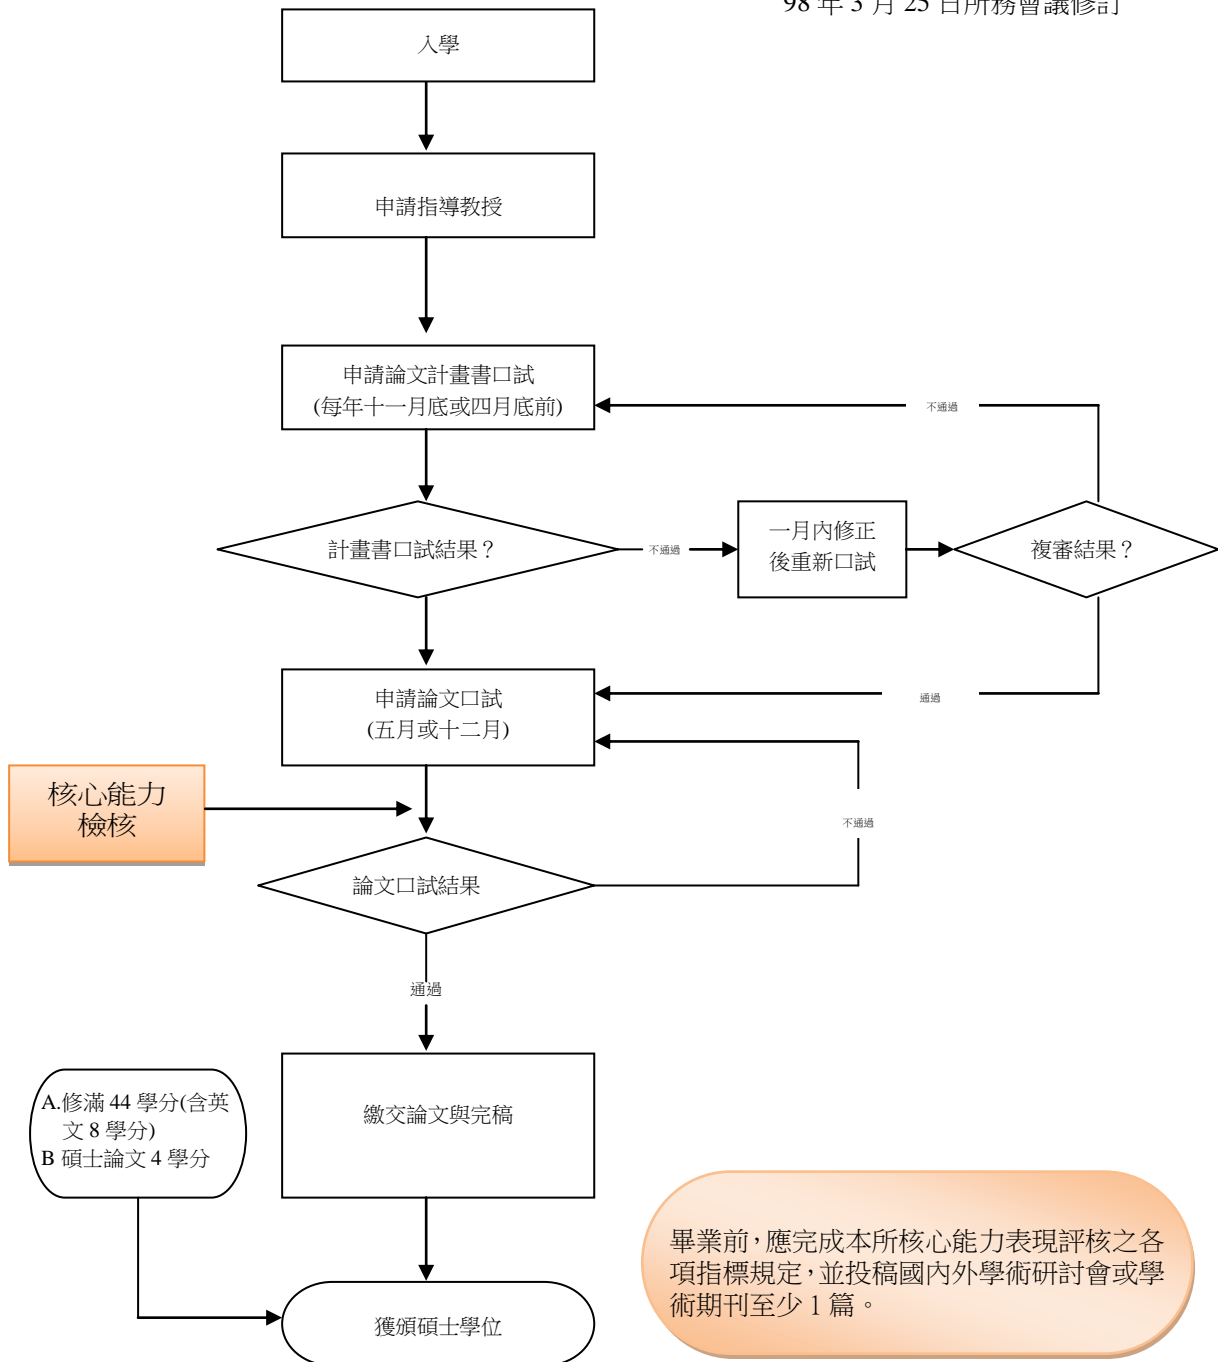 98 年 3 月 25 日所務會議修訂
入學
申請指導教授
申請論文計畫書口試
(每年十一月底或四月底前)
不通過
計畫書口試結果？
不通過
一月內修正
後重新口試
複審結果？
申請論文口試
(五月或十二月)
通過
核心能力
檢核
不通過
論文口試結果
通過
A.修滿 44 學分(含英
文 8 學分)
B 碩士論文 4 學分
繳交論文與完稿
畢業前，應完成本所核心能力表現評核之各
項指標規定，並投稿國內外學術研討會或學
術期刊至少 1 篇。
獲頒碩士學位